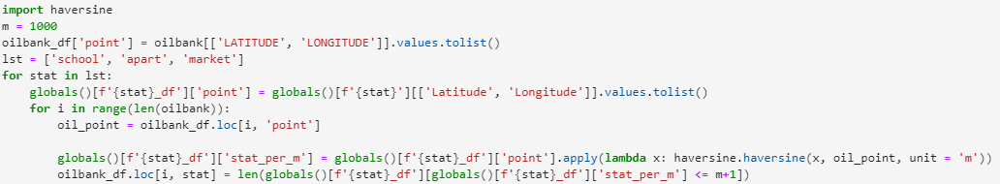 import haversine
m = 1000
oilbank_df['point'] = oilbank[['LATITUDE', 'LONGITUDE']].values.tolist()
lst = ['school', 'apart', 'market']
for stat in lst:
    globals()[f'{stat}_df']['point'] = globals()[f'{stat}'][['Latitude', 'Longitude']].values.tolist()
    for i in range(len(oilbank)):
        oil_point = oilbank_df.loc[i, 'point']
        globals()[f'{stat}_df']['stat_per_m'] = globals()[f'{stat}_df']['point'].apply(lambda x: haversine.haversine(x, oil_point, unit = 'm'))
        oilbank_df.loc[i, stat] = len(globals()[f'{stat}_df'][globals()[f'{stat}_df']['stat_per_m'] <= m+1])